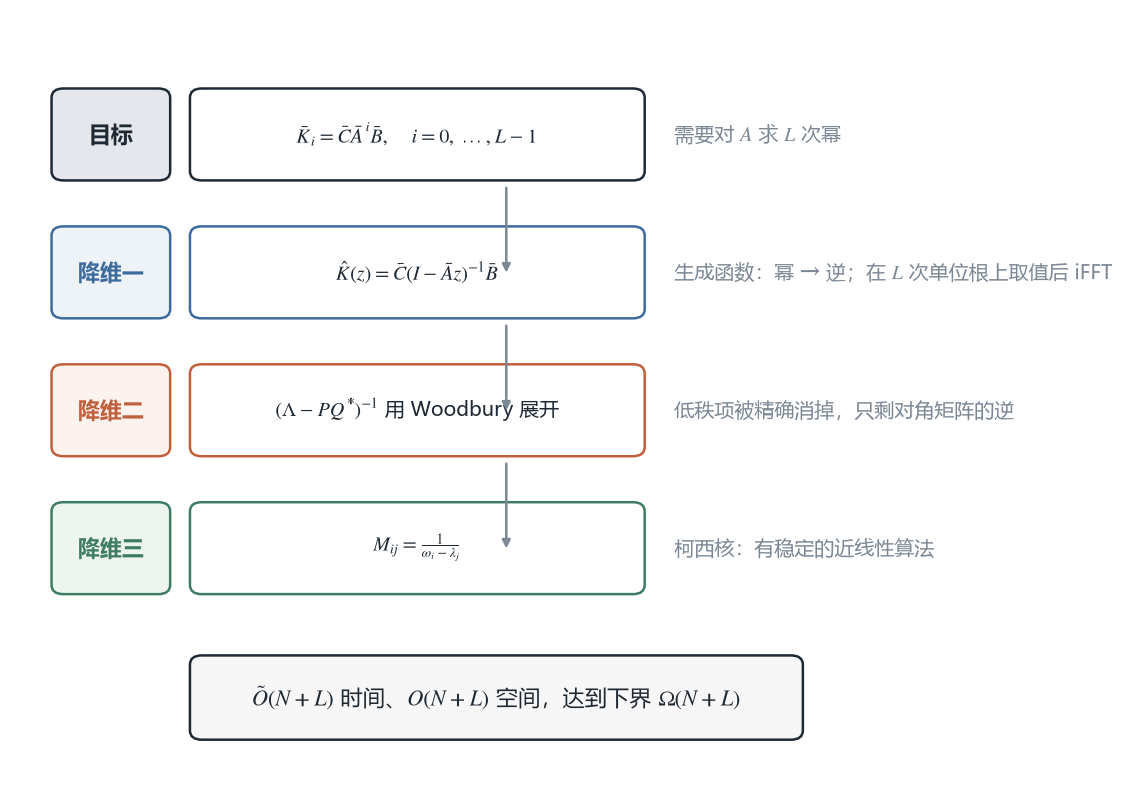 目标 K̄ᵢ = C̄ĀⁱB̄, i = 0, …, L − 1 需要对 A 求 L 次幂
降维一 K̂(z) = C̄(I − Āz)⁻¹B̄ 生成函数：幂 → 逆；在 L 次单位根上取值后 iFFT
降维二 (Λ − PQ*)⁻¹ 用 Woodbury 展开 低秩项被精确消掉，只剩对角矩阵的逆
降维三 Mᵢⱼ = 1/(ωᵢ − λⱼ) 柯西核：有稳定的近线性算法
Õ(N + L) 时间、O(N + L) 空间，达到下界 Ω(N + L)